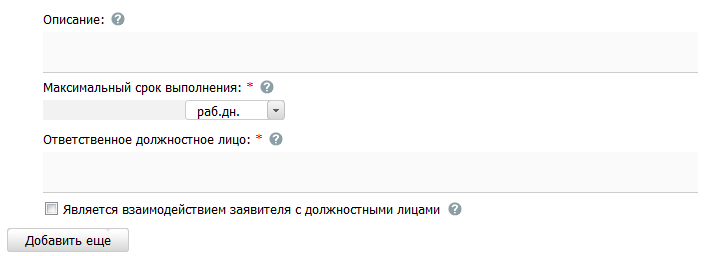 Описание: ?
Максимальный срок выполнения: * ?
раб.дн.
Ответственное должностное лицо: * ?
Является взаимодействием заявителя с должностными лицами ?
Добавить еще